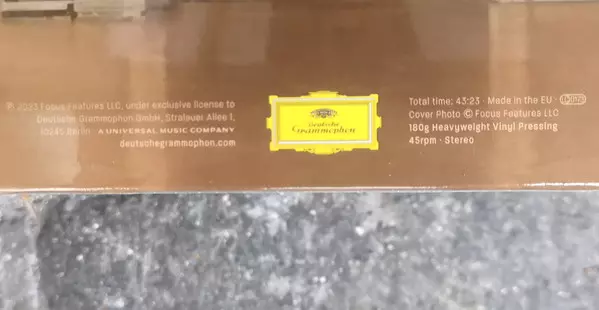 ℗ 2023 Focus Features LLC, under exclusive license to
Deutsche Grammophon GmbH, Stralauer Allee 1,
10245 Berlin · A UNIVERSAL MUSIC COMPANY
deutschegrammophon.com
Deutsche
Grammophon
Total time: 43:23 · Made in the EU ·
Cover Photo © Focus Features LLC
180g Heavyweight Vinyl Pressing
45rpm · Stereo